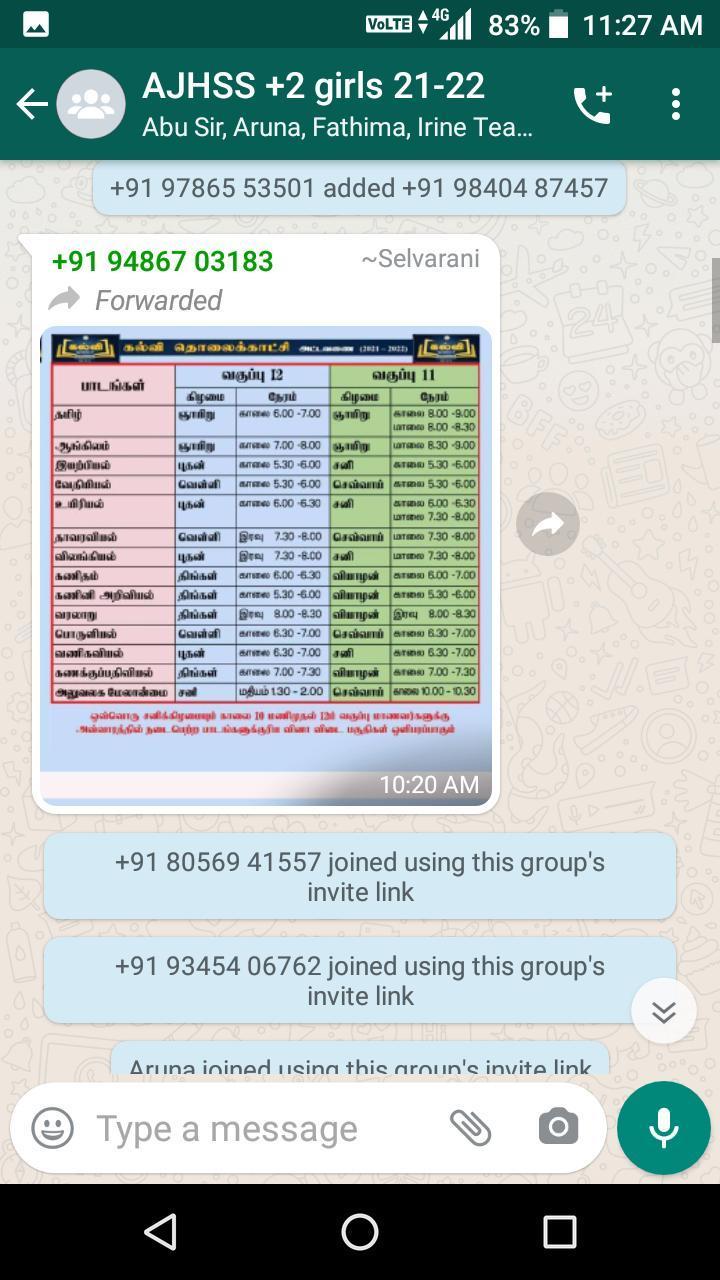 VoLTE 4G 83% 11:27 AM
AJHSS +2 girls 21-22
Abu Sir, Aruna, Fathima, Irine Tea...
+91 97865 53501 added +91 98404 87457
+91 94867 03183 ~Selvarani
Forwarded
கல்வி கல்வி தொலைக்காட்சி அட்டவணை (2021 - 2022) கல்வி
பாடங்கள் வகுப்பு 12 வகுப்பு 11
கிழமை நேரம் கிழமை நேரம்
தமிழ் ஞாயிறு காலை 6.00 -7.00 ஞாயிறு காலை 8.00 -9.00
மாலை 8.00 -8.30
ஆங்கிலம் ஞாயிறு காலை 7.00 -8.00 ஞாயிறு மாலை 8.30 -9.00
இயற்பியல் புதன் காலை 5.30 -6.00 சனி காலை 5.30 -6.00
வேதியியல் வெள்ளி காலை 5.30 -6.00 செவ்வாய் காலை 5.30 -6.00
உயிரியல் புதன் காலை 6.00 -6.30 சனி காலை 6.00 -6.30
மாலை 7.30 -8.00
தாவரவியல் வெள்ளி இரவு 7.30 -8.00 செவ்வாய் மாலை 7.30 -8.00
விலங்கியல் புதன் இரவு 7.30 -8.00 சனி மாலை 7.30 -8.00
கணிதம் திங்கள் காலை 6.00 -6.30 வியாழன் காலை 6.00 -7.00
கணினி அறிவியல் திங்கள் காலை 5.30 -6.00 வியாழன் காலை 5.30 -6.00
வரலாறு திங்கள் இரவு 8.00 -8.30 வியாழன் இரவு 8.00 -8.30
பொருளியல் வெள்ளி காலை 6.30 -7.00 செவ்வாய் காலை 6.30 -7.00
வணிகவியல் புதன் காலை 6.30 -7.00 சனி காலை 6.30 -7.00
கணக்குப்பதிவியல் திங்கள் காலை 7.00 -7.30 வியாழன் காலை 7.00 -7.30
அலுவலக மேலாண்மை சனி மதியம் 1.30 - 2.00 செவ்வாய் காலை 10.00 - 10.30
ஒவ்வொரு சனிக்கிழமையும் காலை 10 மணிமுதல் 12ம் வகுப்பு மாணவர்களுக்கு
அவ்வாரத்தில் நடைபெற்ற பாடங்களுக்குரிய வினா விடை பகுதிகள் ஒளிபரப்பாகும்
10:20 AM
+91 80569 41557 joined using this group's
invite link
+91 93454 06762 joined using this group's
invite link
Aruna joined using this group's invite link
Type a message